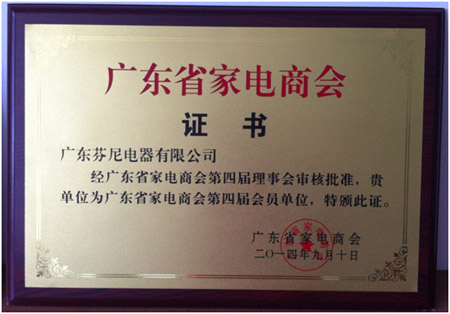 广东省家电商会
证 书
广东芬尼电器有限公司
经广东省家电商会第四届理事会审核批准，贵
单位为广东省家电商会第四届会员单位，特颁此证。
广东省家电商会
二〇一四年九月十日